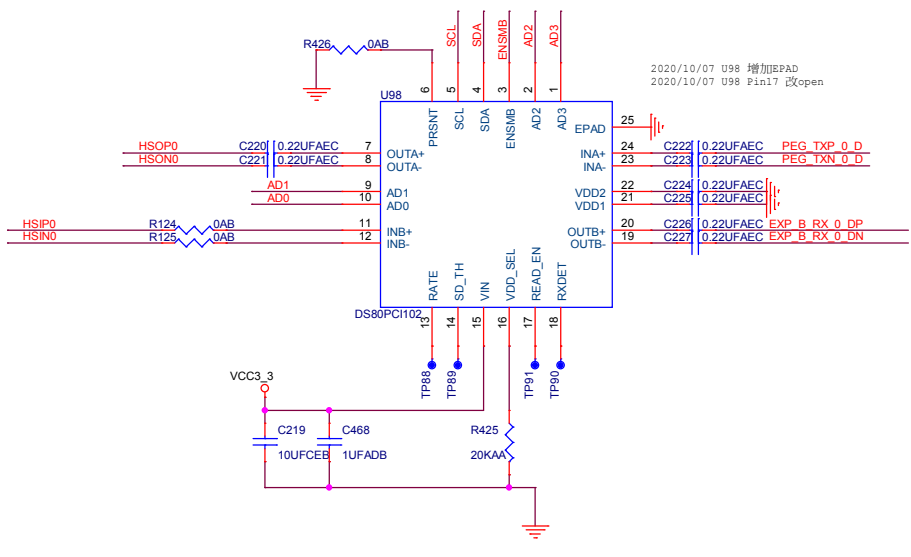 SCL
SDA
ENSMB
AD2
AD3
R426 0AB
2020/10/07 U98 增加EPAD
2020/10/07 U98 Pin17 改open
6 5 4 3 2 1
U98
PRSNT SCL SDA ENSMB AD2 AD3
EPAD 25
HSOP0 C220 0.22UFAEC 7 OUTA+
HSON0 C221 0.22UFAEC 8 OUTA-
INA+ 24 C222 0.22UFAEC PEG_TXP_0_D
INA- 23 C223 0.22UFAEC PEG_TXN_0_D
AD1 9 AD1
AD0 10 AD0
VDD2 22 C224 0.22UFAEC
VDD1 21 C225 0.22UFAEC
HSIP0 R124 0AB 11 INB+
HSIN0 R125 0AB 12 INB-
OUTB+ 20 C226 0.22UFAEC EXP_B_RX_0_DP
OUTB- 19 C227 0.22UFAEC EXP_B_RX_0_DN
RATE SD_TH VIN VDD_SEL READ_EN RXDET
DS80PCI102
13 14 15 16 17 18
TP88 TP89 TP91 TP90
VCC3_3
C219
10UFCEB
C468
1UFADB
R425
20KAA